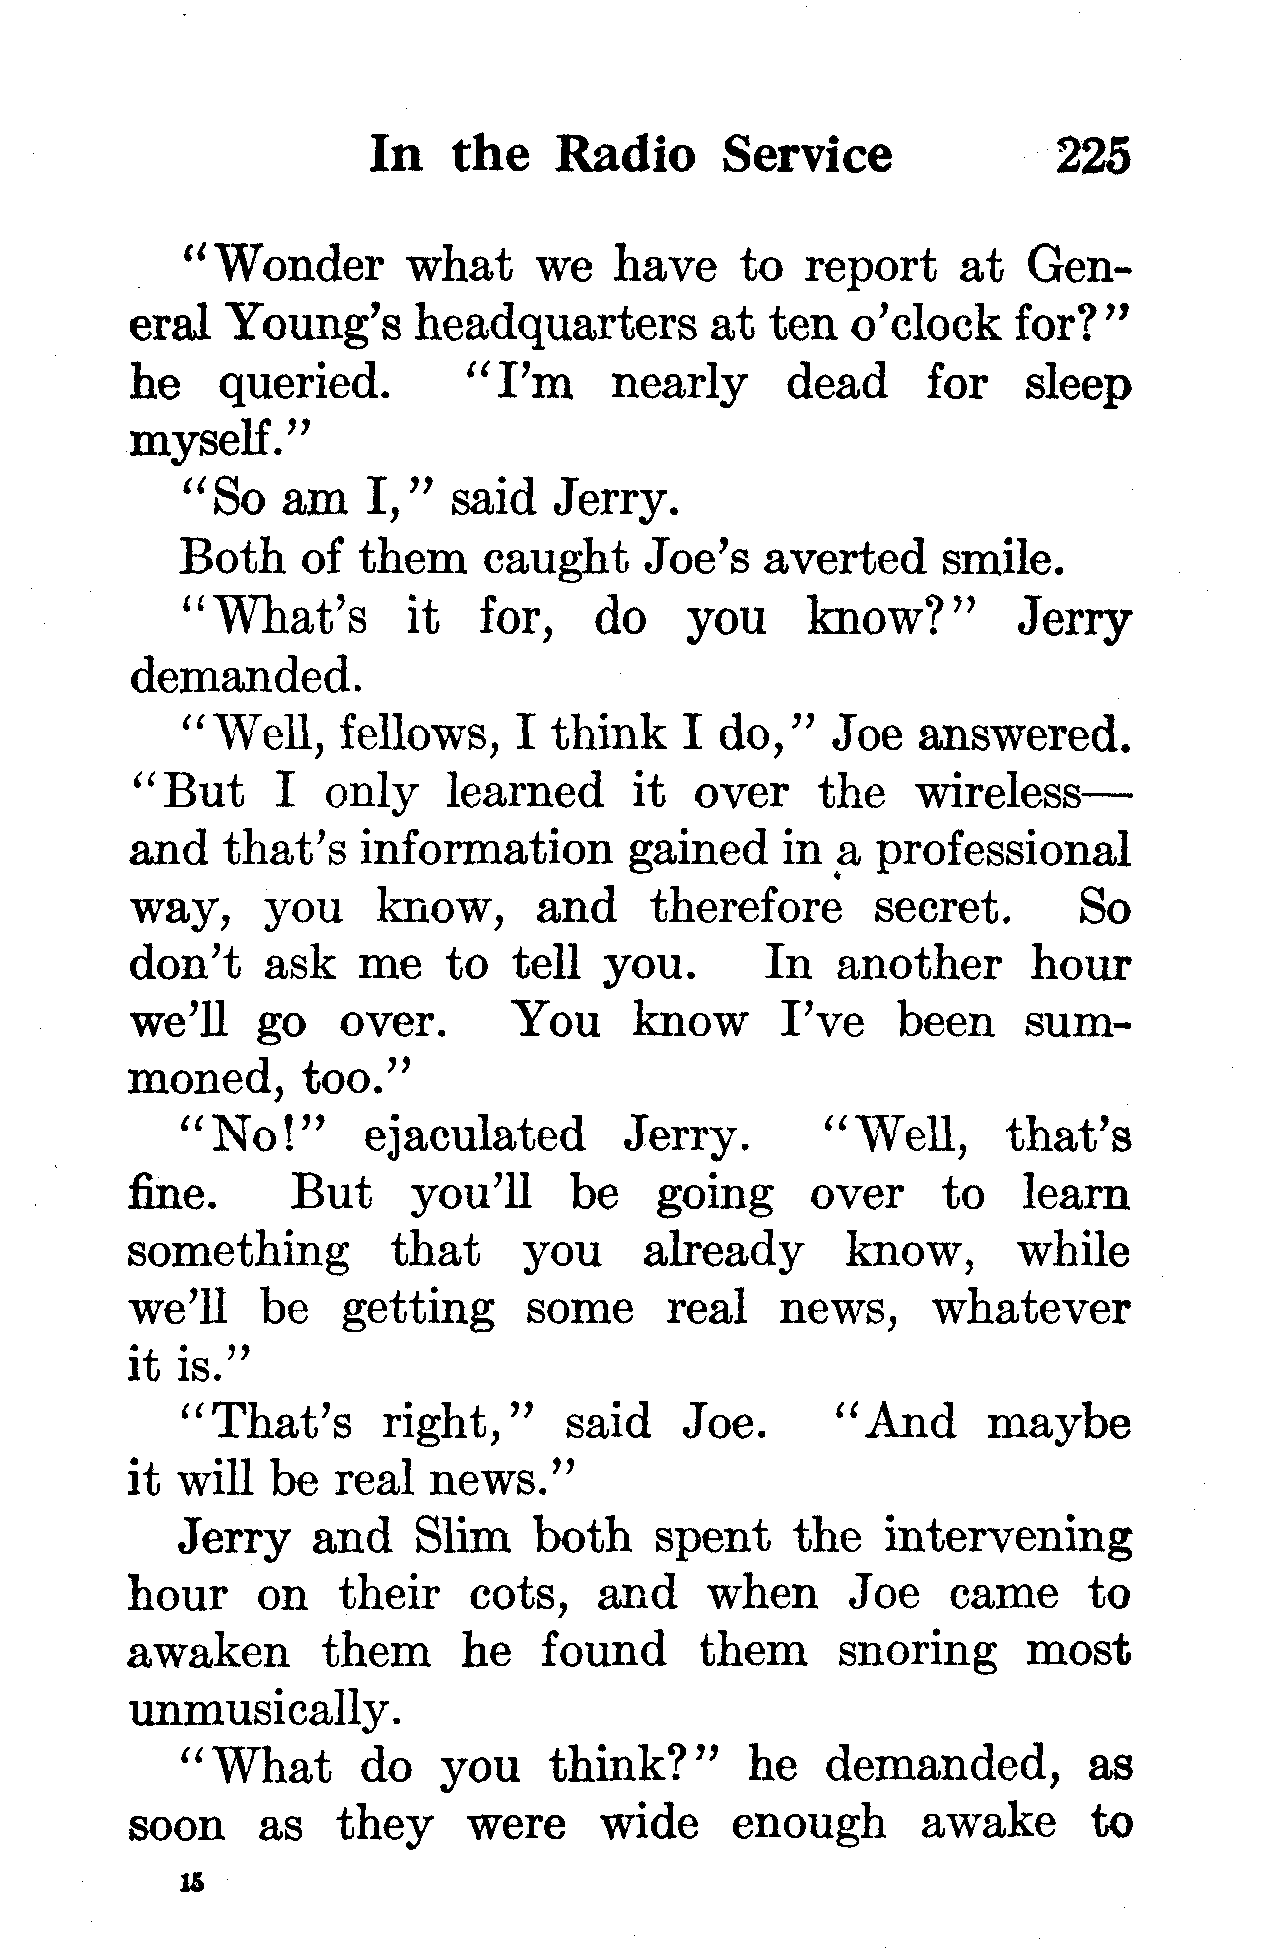 In the Radio Service 225
"Wonder what we have to report at Gen-
eral Young's headquarters at ten o'clock for?"
he queried. "I'm nearly dead for sleep
myself."
"So am I," said Jerry.
Both of them caught Joe's averted smile.
"What's it for, do you know?" Jerry
demanded.
"Well, fellows, I think I do," Joe answered.
"But I only learned it over the wireless—
and that's information gained in a professional
way, you know, and therefore secret. So
don't ask me to tell you. In another hour
we'll go over. You know I've been sum-
moned, too."
"No!" ejaculated Jerry. "Well, that's
fine. But you'll be going over to learn
something that you already know, while
we'll be getting some real news, whatever
it is."
"That's right," said Joe. "And maybe
it will be real news."
Jerry and Slim both spent the intervening
hour on their cots, and when Joe came to
awaken them he found them snoring most
unmusically.
"What do you think?" he demanded, as
soon as they were wide enough awake to
15